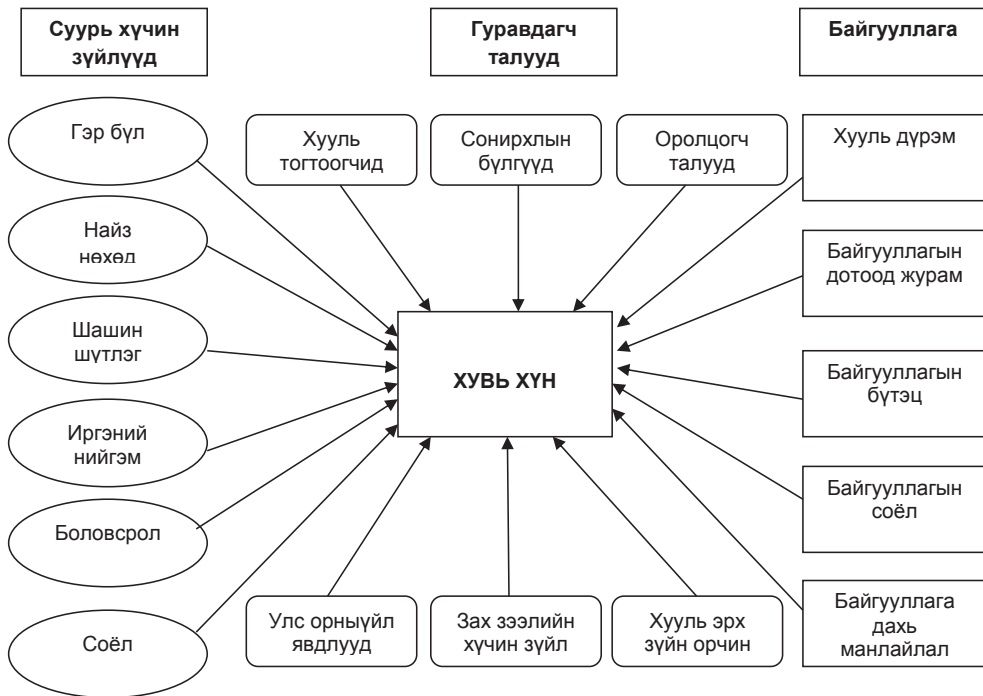 Суурь хүчин
зүйлүүд
Гуравдагч
талууд
Байгууллага
Гэр бүл
Найз
нөхөд
Шашин
шүтлэг
Иргэний
нийгэм
Боловсрол
Соёл
Хууль
тогтоогчид
Сонирхлын
бүлгүүд
Оролцогч
талууд
ХУВЬ ХҮН
Улс орныүйл
явдлууд
Зах зээлийн
хүчин зүйл
Хууль эрх
зүйн орчин
Хууль дүрэм
Байгууллагын
дотоод журам
Байгууллагын
бүтэц
Байгууллагын
соёл
Байгууллага
дахь
манлайлал